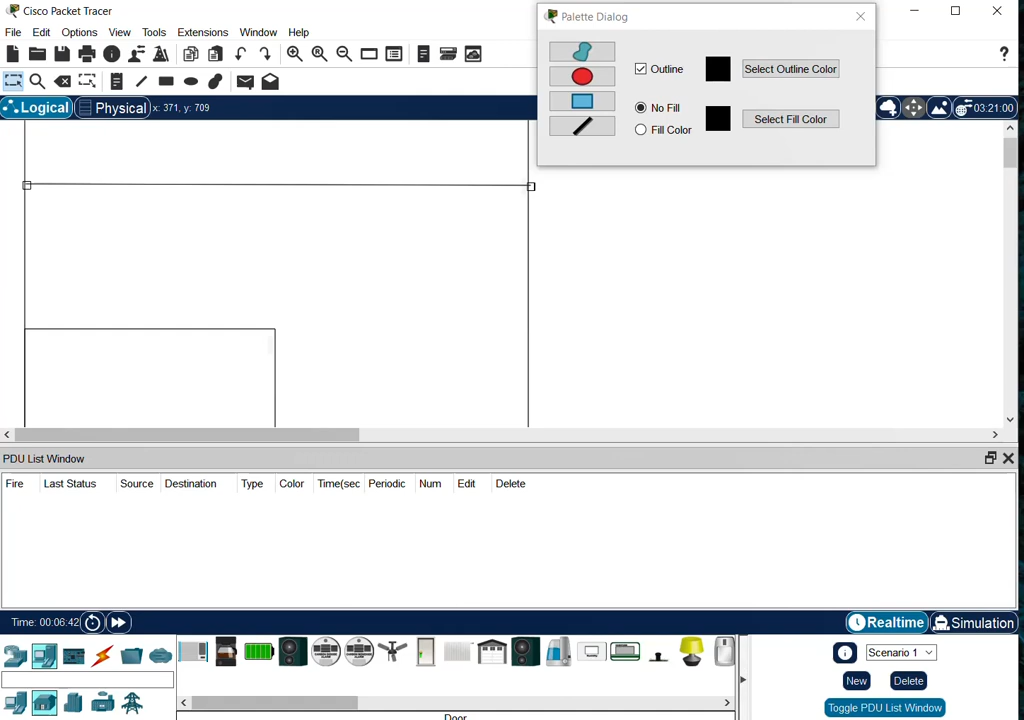 Cisco Packet Tracer
Palette Dialog
File Edit Options View Tools Extensions Window Help
Outline Select Outline Color
No Fill
Fill Color Select Fill Color
Logical Physical x: 371, y: 709 03:21:00
PDU List Window
Fire Last Status Source Destination Type Color Time(sec Periodic Num Edit Delete
Time: 00:06:42 Realtime Simulation
Scenario 1
New Delete
Toggle PDU List Window
Door